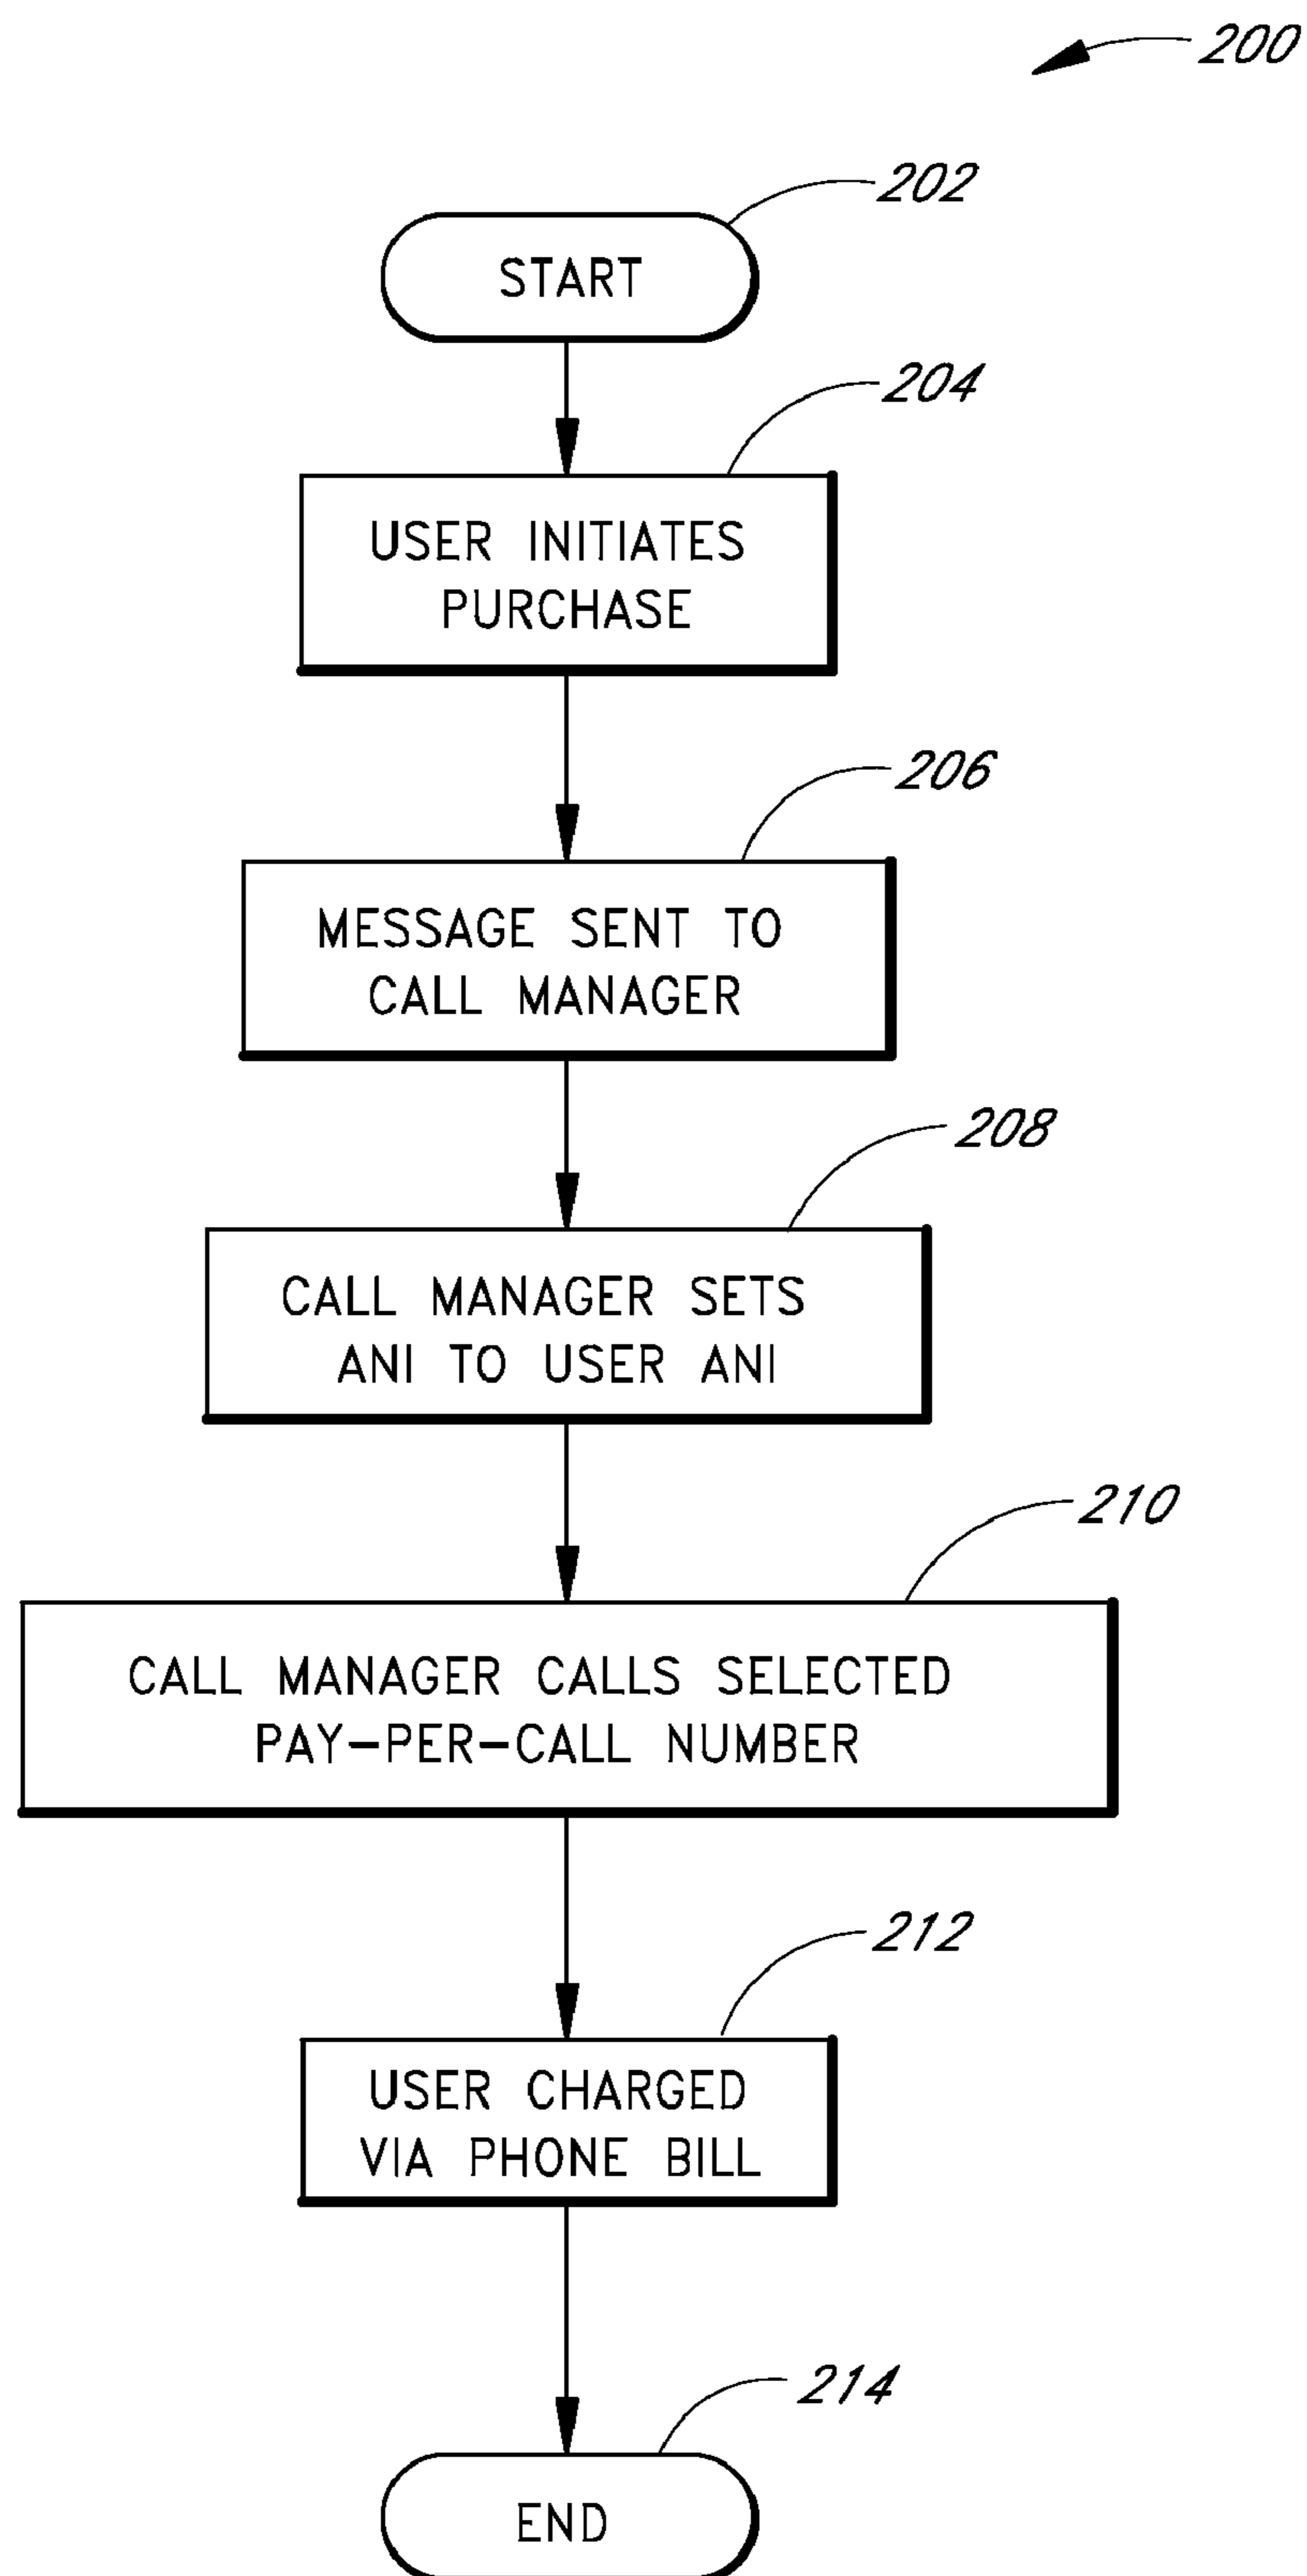 200
202
START
204
USER INITIATES
PURCHASE
206
MESSAGE SENT TO
CALL MANAGER
208
CALL MANAGER SETS
ANI TO USER ANI
210
CALL MANAGER CALLS SELECTED
PAY-PER-CALL NUMBER
212
USER CHARGED
VIA PHONE BILL
214
END